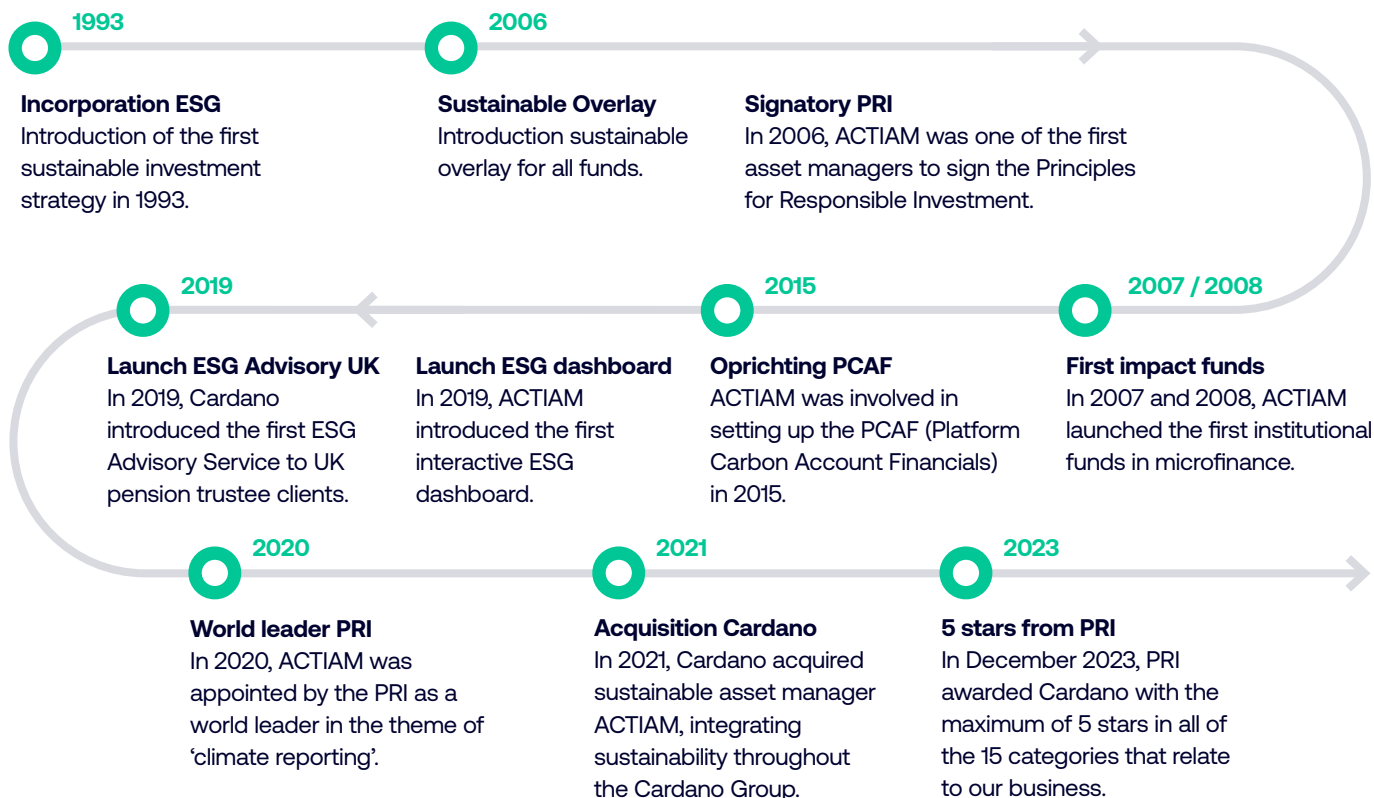 1993
Incorporation ESG
Introduction of the first
sustainable investment
strategy in 1993.
2006
Sustainable Overlay
Introduction sustainable
overlay for all funds.
Signatory PRI
In 2006, ACTIAM was one of the first
asset managers to sign the Principles
for Responsible Investment.
2007 / 2008
First impact funds
In 2007 and 2008, ACTIAM
launched the first institutional
funds in microfinance.
2015
Oprichting PCAF
ACTIAM was involved in
setting up the PCAF (Platform
Carbon Account Financials)
in 2015.
2019
Launch ESG dashboard
In 2019, ACTIAM
introduced the first
interactive ESG
dashboard.
Launch ESG Advisory UK
In 2019, Cardano
introduced the first ESG
Advisory Service to UK
pension trustee clients.
2020
World leader PRI
In 2020, ACTIAM was
appointed by the PRI as a
world leader in the theme of
‘climate reporting’.
2021
Acquisition Cardano
In 2021, Cardano acquired
sustainable asset manager
ACTIAM, integrating
sustainability throughout
the Cardano Group.
2023
5 stars from PRI
In December 2023, PRI
awarded Cardano with the
maximum of 5 stars in all of
the 15 categories that relate
to our business.